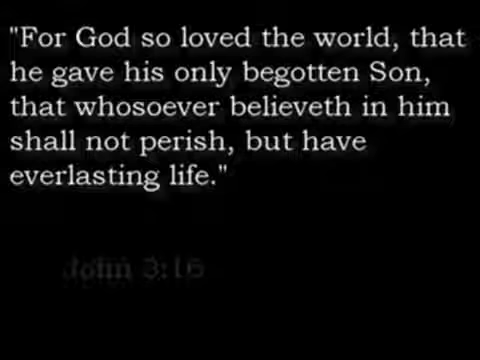 "For God so loved the world, that
he gave his only begotten Son,
that whosoever believeth in him
shall not perish, but have
everlasting life."
John 3:16